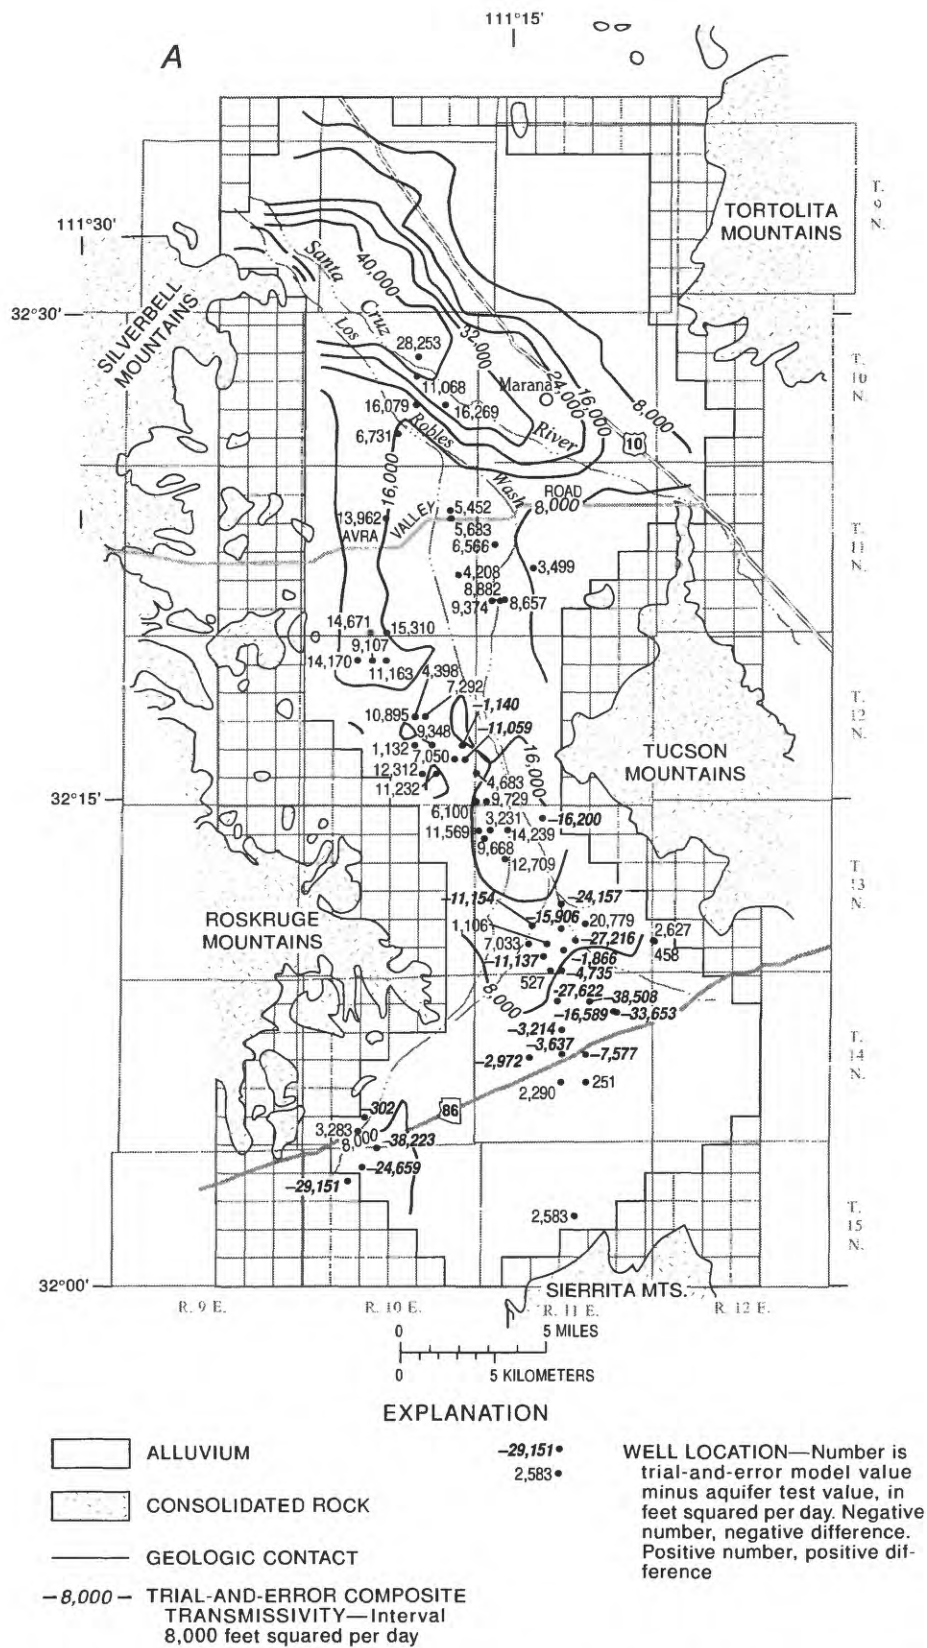 111°15'
A
T.
9
N.
111°30'
TORTOLITA
MOUNTAINS
Santa
40,000
32°30'
Cruz
Los
SILVERBELL
MOUNTAINS
28,253
32,000
T.
10
N.
11,068
Marana
24,000
16,000
8,000
16,079
16,269
6,731
Robles
River
10
16,000
Wash
ROAD
8,000
5,452
13,962
VALLEY
AVRA
5,683
6,566
T.
11
N.
4,208
3,499
8,882
9,374
8,657
14,671
15,310
9,107
14,170
11,163
4,398
7,292
–1,140
10,895
–11,059
T.
12
N.
9,348
1,132
7,050
16,000
TUCSON
MOUNTAINS
12,312
11,232
4,683
32°15'
9,729
6,100
3,231
–16,200
11,569
14,239
9,668
12,709
T.
13
N.
–24,157
–11,154
–15,906
20,779
ROSKRUGE
MOUNTAINS
1,106
2,627
7,033
–27,216
458
–11,137
–1,866
527
–4,735
8,000
–27,622
–38,508
–16,589
–33,653
–3,214
–3,637
T.
14
N.
–2,972
–7,577
2,290
251
–302
86
3,283
8,000
–38,223
–24,659
–29,151
2,583
T.
15
N.
32°00'
SIERRITA MTS.
R. 9 E.
R. 10 E.
R. 11 E.
R. 12 E.
0
5 MILES
0
5 KILOMETERS
EXPLANATION
ALLUVIUM
CONSOLIDATED ROCK
GEOLOGIC CONTACT
–8,000– TRIAL-AND-ERROR COMPOSITE
TRANSMISSIVITY—Interval
8,000 feet squared per day
–29,151
2,583
WELL LOCATION—Number is
trial-and-error model value
minus aquifer test value, in
feet squared per day. Negative
number, negative difference.
Positive number, positive dif-
ference